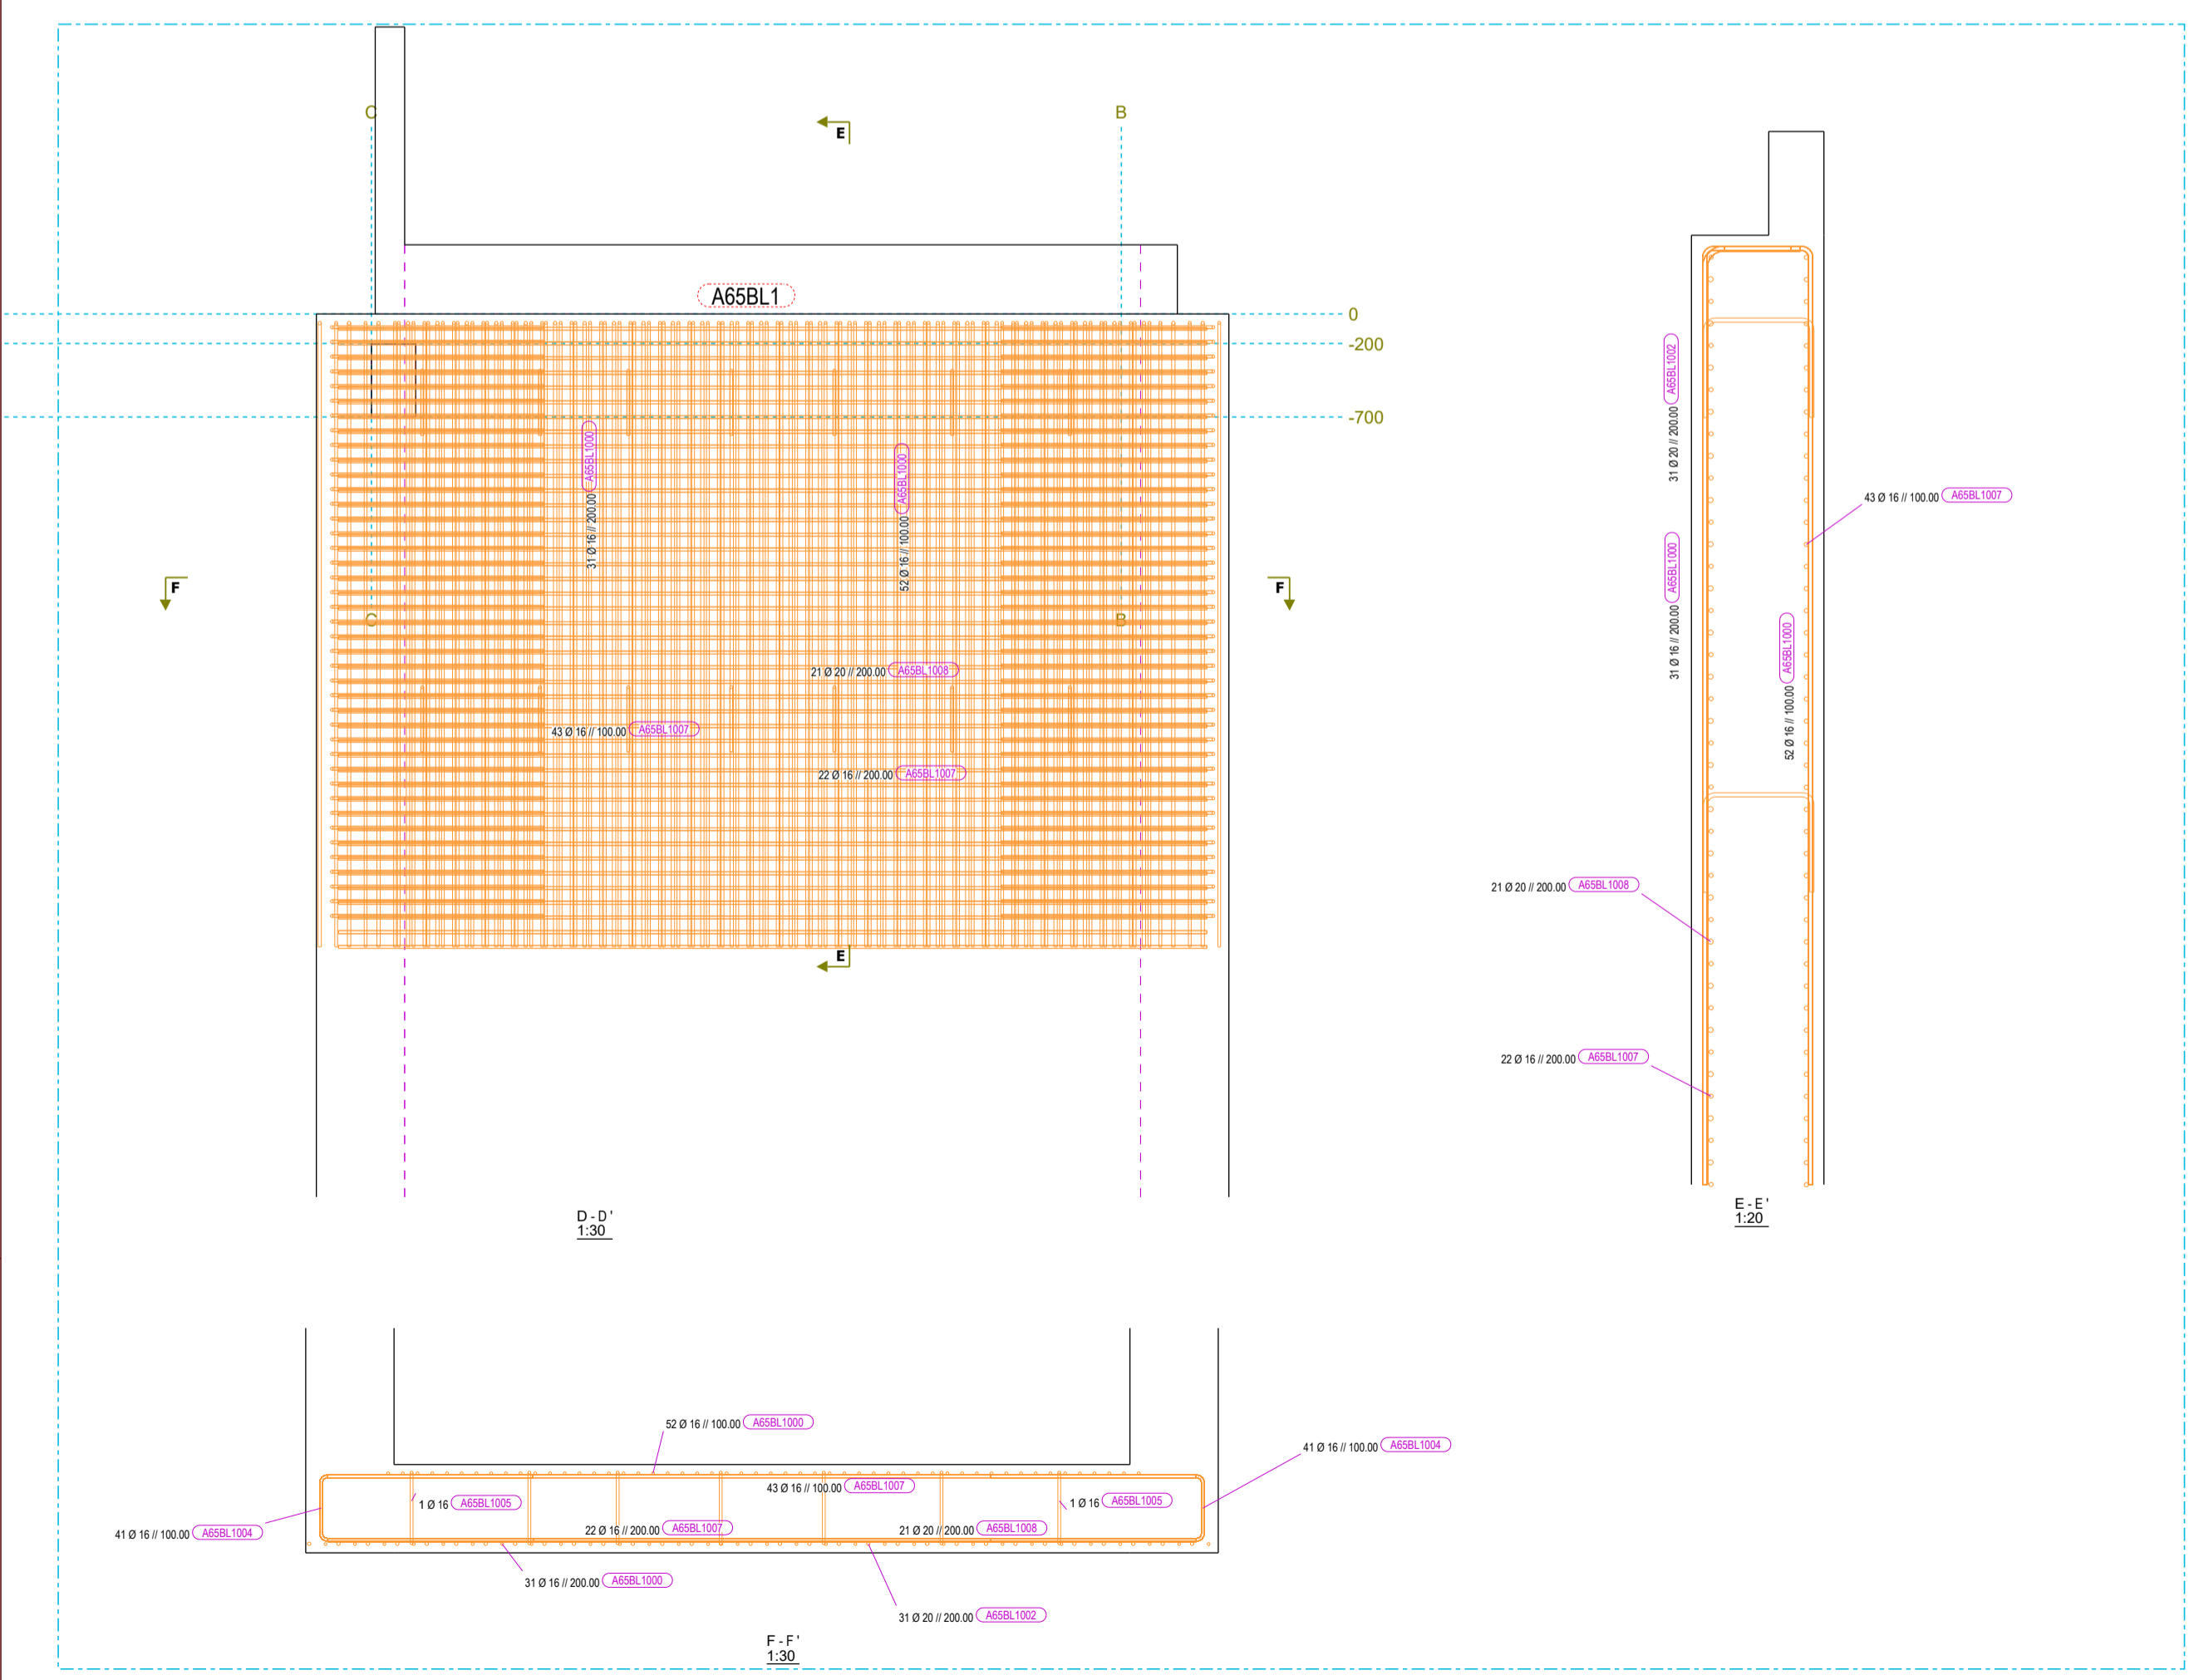 C
B
E
A65BL1
0
-200
-700
31 Ø 16 // 200.00 A65BL1000
52 Ø 16 // 100.00 A65BL1000
F
F
C
B
21 Ø 20 // 200.00 A65BL1008
43 Ø 16 // 100.00 A65BL1007
22 Ø 16 // 200.00 A65BL1007
E
D - D '
1:30
31 Ø 20 // 200.00 A65BL1002
43 Ø 16 // 100.00 A65BL1007
31 Ø 16 // 200.00 A65BL1000
52 Ø 16 // 100.00 A65BL1000
21 Ø 20 // 200.00 A65BL1008
22 Ø 16 // 200.00 A65BL1007
E - E '
1:20
52 Ø 16 // 100.00 A65BL1000
41 Ø 16 // 100.00 A65BL1004
43 Ø 16 // 100.00 A65BL1007
1 Ø 16 A65BL1005
1 Ø 16 A65BL1005
41 Ø 16 // 100.00 A65BL1004
22 Ø 16 // 200.00 A65BL1007
21 Ø 20 // 200.00 A65BL1008
31 Ø 16 // 200.00 A65BL1000
31 Ø 20 // 200.00 A65BL1002
F - F '
1:30